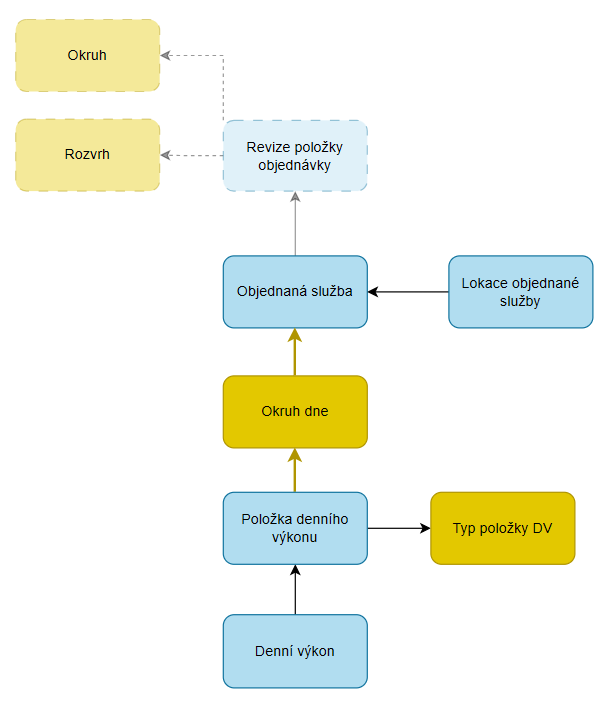 Okruh
Rozvrh
Revize položky
objednávky
Objednaná služba
Lokace objednané
služby
Okruh dne
Položka denního
výkonu
Typ položky DV
Denní výkon